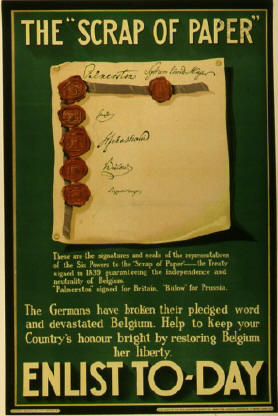 THE "SCRAP OF PAPER"
Palmerston
These are the signatures and seals of the representatives
of the Six Powers to the "Scrap of Paper"—the Treaty
signed in 1839 guaranteeing the independence and
neutrality of Belgium.
"Palmerston" signed for Britain, "Bülow" for Prussia.
The Germans have broken their pledged word
and devastated Belgium. Help to keep your
Country's honour bright by restoring Belgium
her liberty.
ENLIST TO-DAY